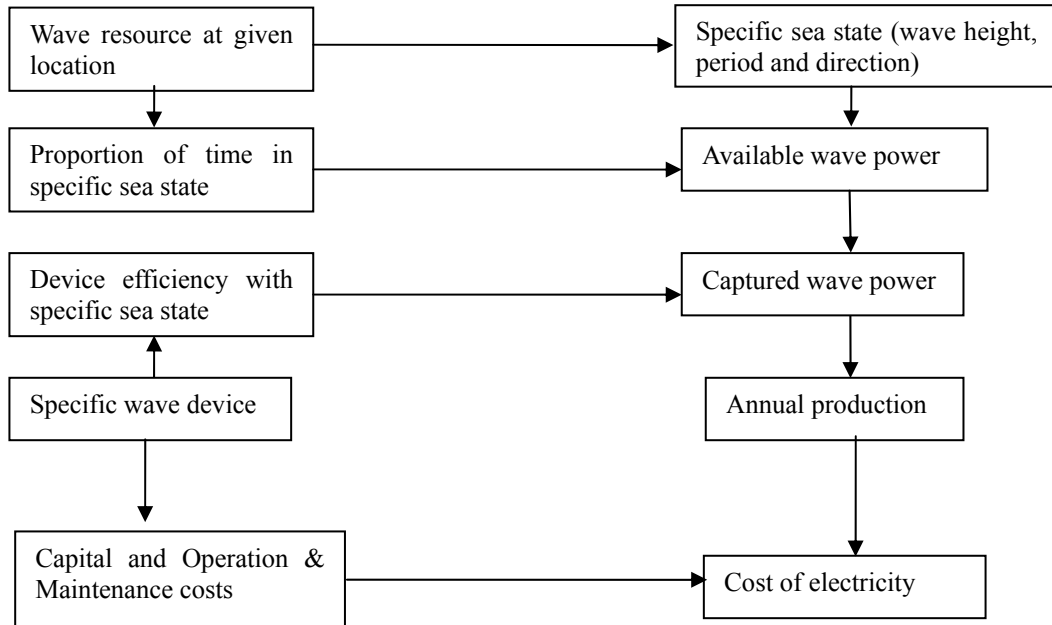 Wave resource at given
location
Specific sea state (wave height,
period and direction)
Proportion of time in
specific sea state
Available wave power
Device efficiency with
specific sea state
Captured wave power
Specific wave device
Annual production
Capital and Operation &
Maintenance costs
Cost of electricity